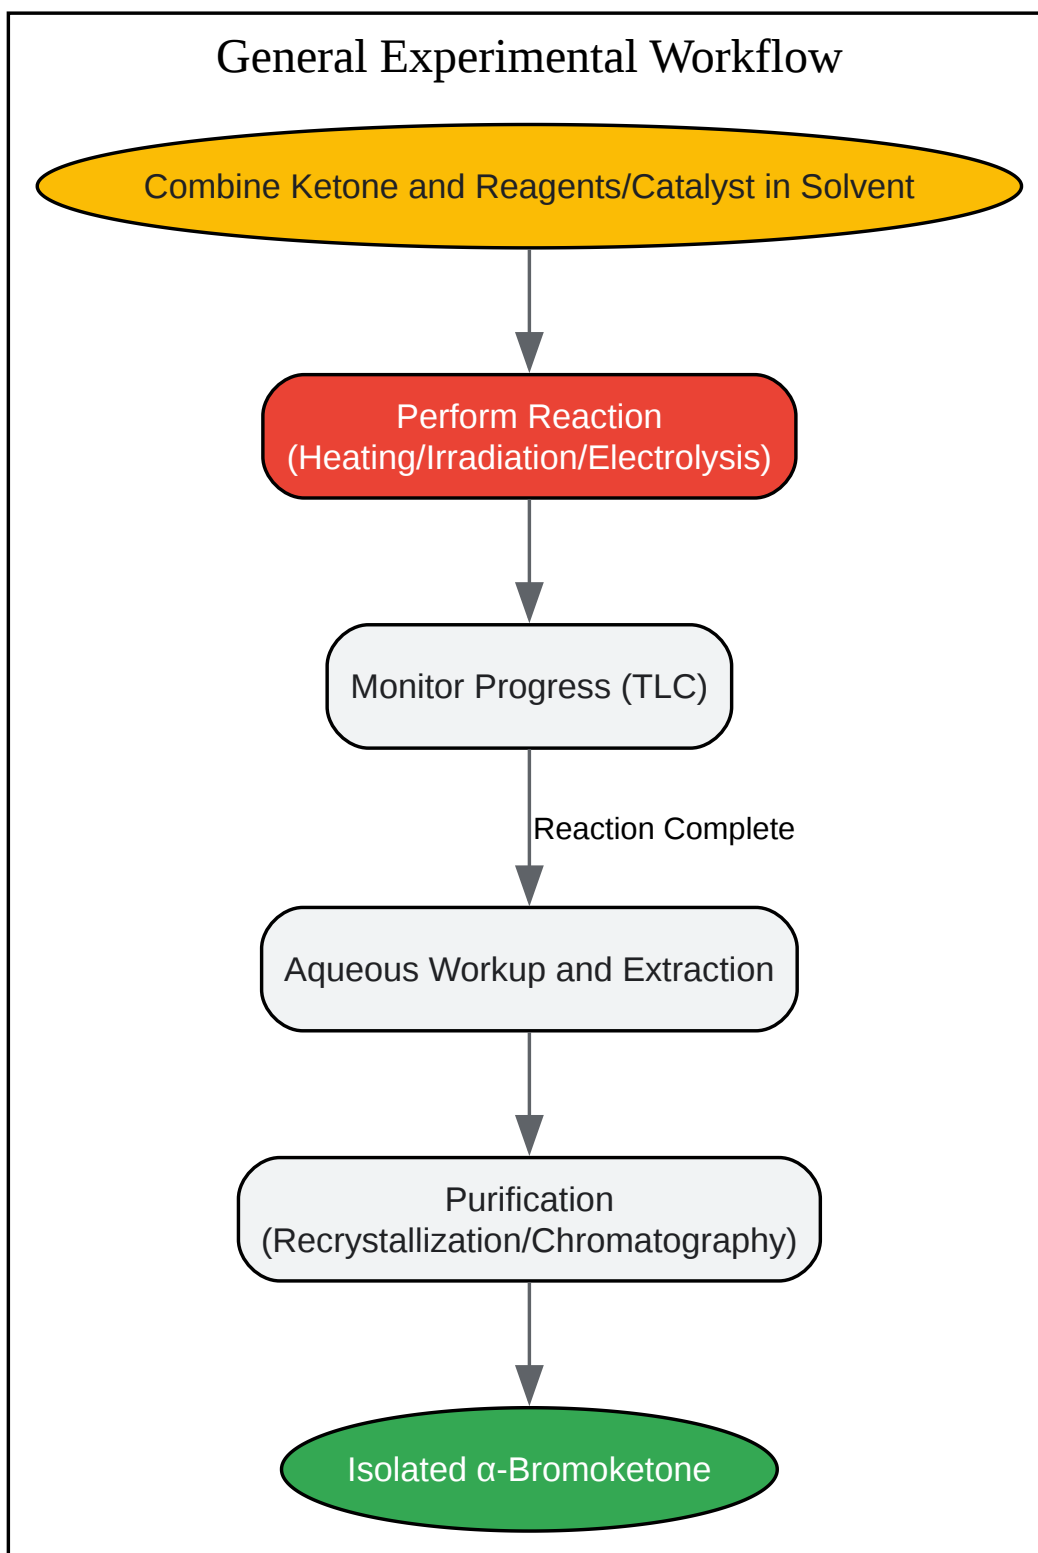 General Experimental Workflow
Combine Ketone and Reagents/Catalyst in Solvent
Perform Reaction
(Heating/Irradiation/Electrolysis)
Monitor Progress (TLC)
Reaction Complete
Aqueous Workup and Extraction
Purification
(Recrystallization/Chromatography)
Isolated α-Bromoketone